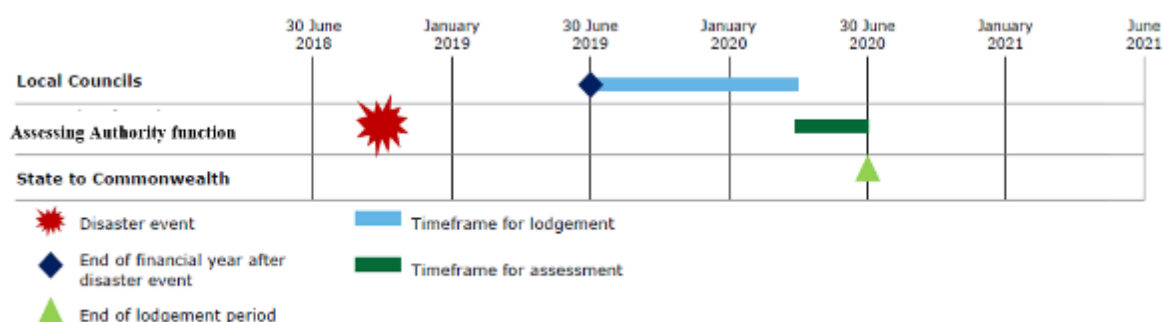 30 June January 30 June January 30 June January June
2018 2019 2019 2020 2020 2021 2021
Local Councils
Assessing Authority function
State to Commonwealth
Disaster event
Timeframe for lodgement
End of financial year after
disaster event
Timeframe for assessment
End of lodgement period